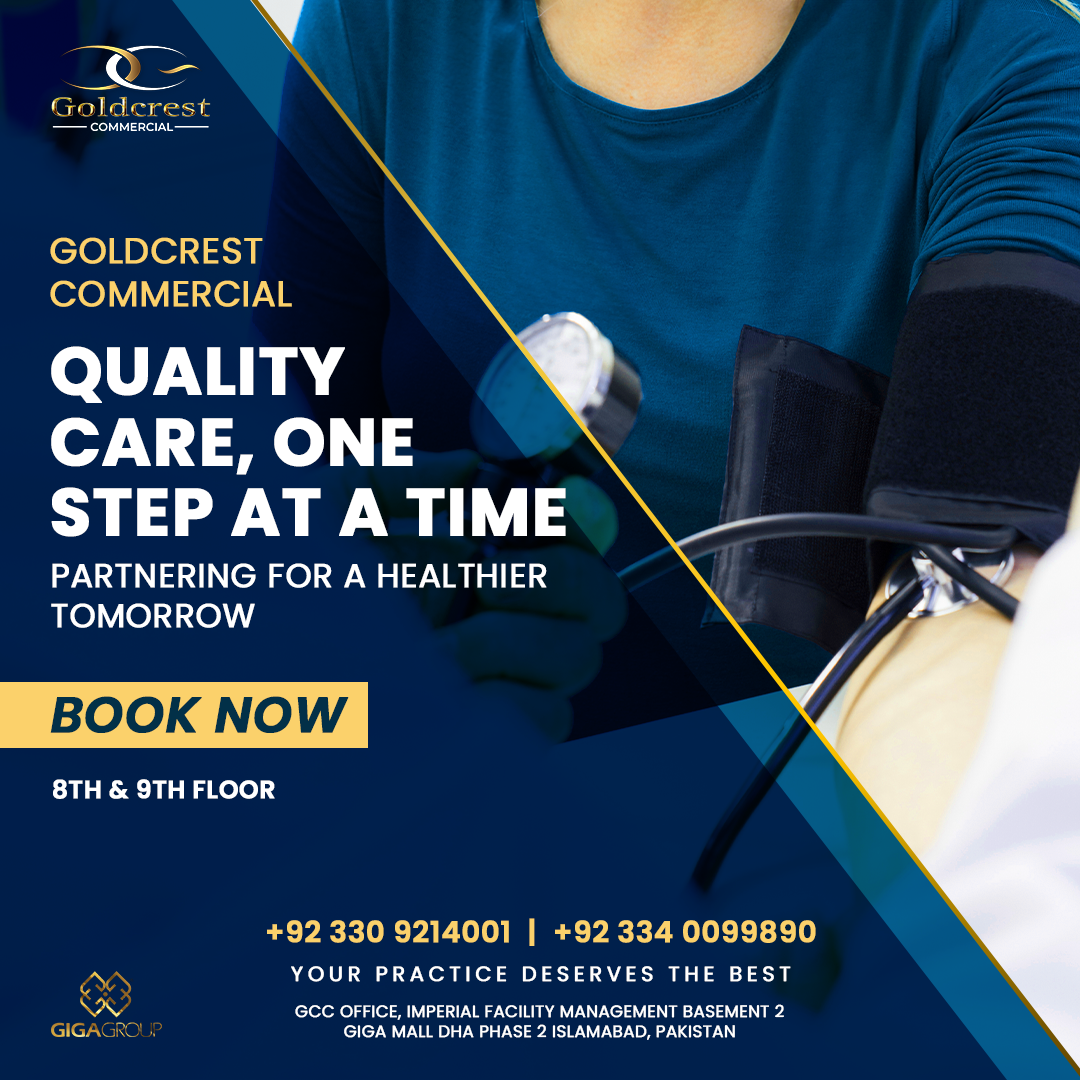 Goldcrest
COMMERCIAL
GOLDCREST
COMMERCIAL
QUALITY
CARE, ONE
STEP AT A TIME
PARTNERING FOR A HEALTHIER
TOMORROW
BOOK NOW
8TH & 9TH FLOOR
+92 330 9214001 | +92 334 0099890
YOUR PRACTICE DESERVES THE BEST
GCC OFFICE, IMPERIAL FACILITY MANAGEMENT BASEMENT 2
GIGA MALL DHA PHASE 2 ISLAMABAD, PAKISTAN
GIGAGROUP